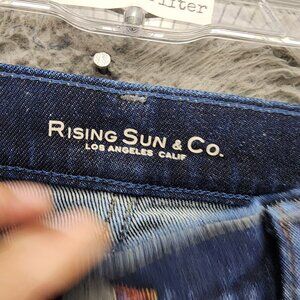 RISING SUN & CO.
LOS ANGELES CALIF